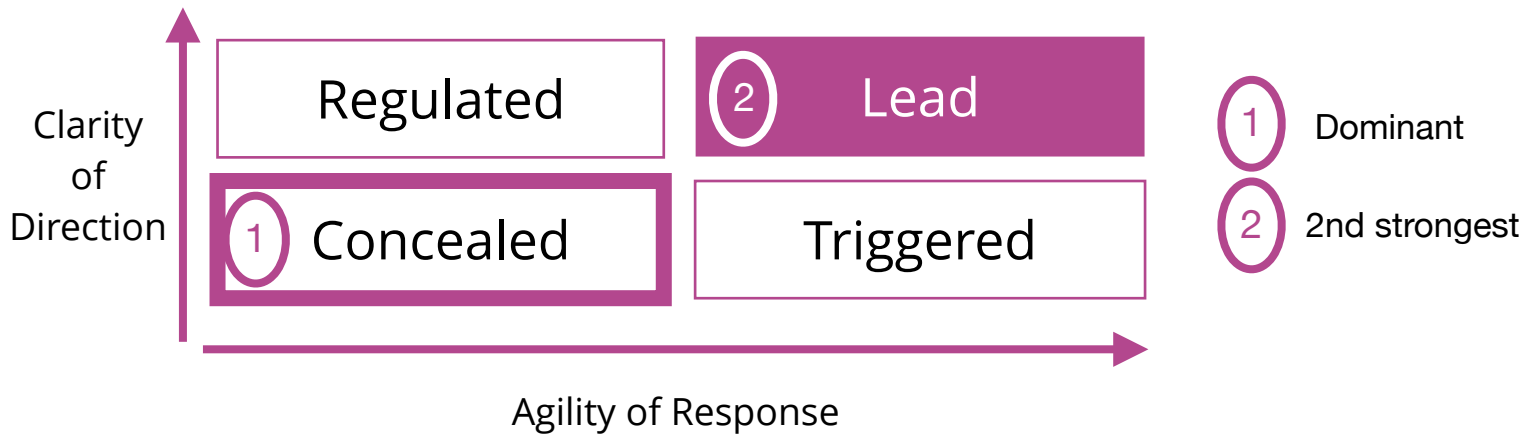 Clarity
of
Direction
Regulated
2
Lead
1
Concealed
Triggered
Agility of Response
1 Dominant
2 2nd strongest